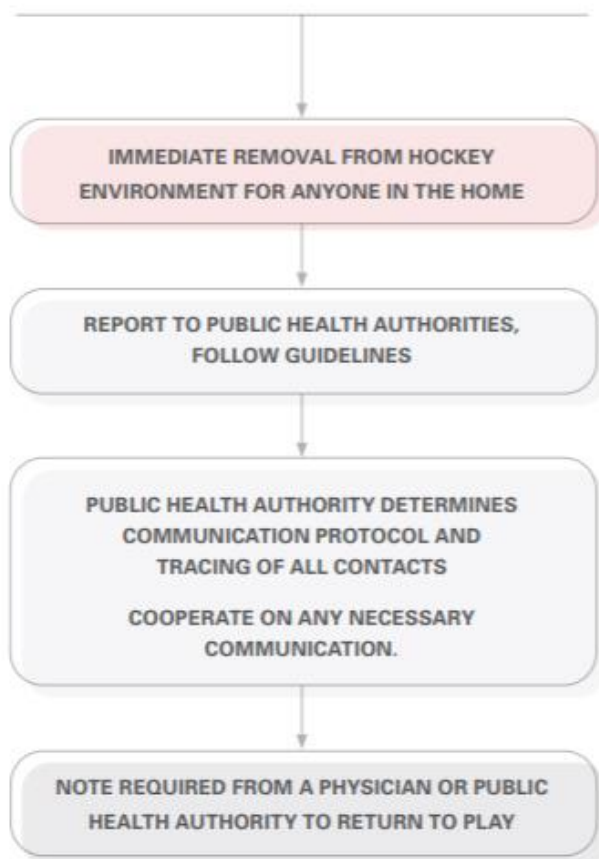 IMMEDIATE REMOVAL FROM HOCKEY
ENVIRONMENT FOR ANYONE IN THE HOME
REPORT TO PUBLIC HEALTH AUTHORITIES,
FOLLOW GUIDELINES
PUBLIC HEALTH AUTHORITY DETERMINES
COMMUNICATION PROTOCOL AND
TRACING OF ALL CONTACTS
COOPERATE ON ANY NECESSARY
COMMUNICATION.
NOTE REQUIRED FROM A PHYSICIAN OR PUBLIC
HEALTH AUTHORITY TO RETURN TO PLAY